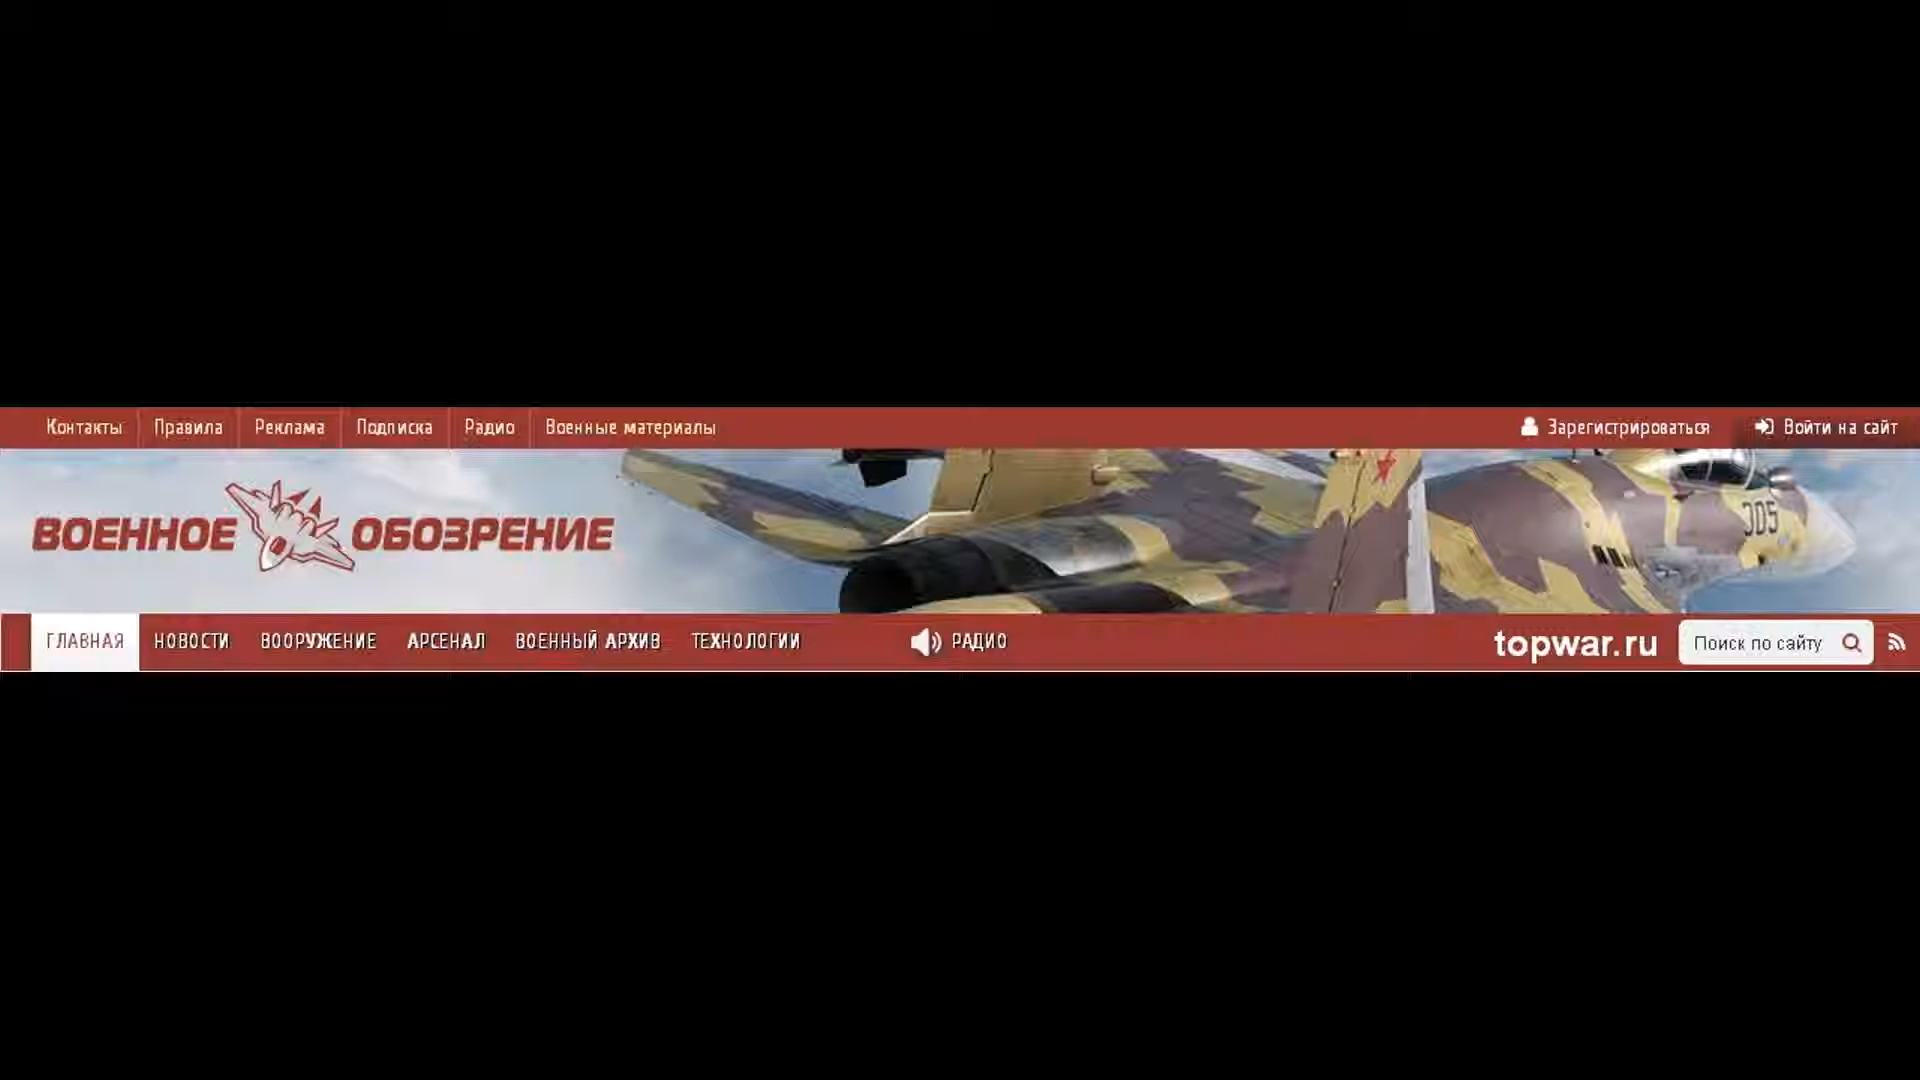 Контакты Правила Реклама Подписка Радио Военные материалы Зарегистрироваться Войти на сайт
ВОЕННОЕ ОБОЗРЕНИЕ
005
ГЛАВНАЯ НОВОСТИ ВООРУЖЕНИЕ АРСЕНАЛ ВОЕННЫЙ АРХИВ ТЕХНОЛОГИИ РАДИО topwar.ru Поиск по сайту